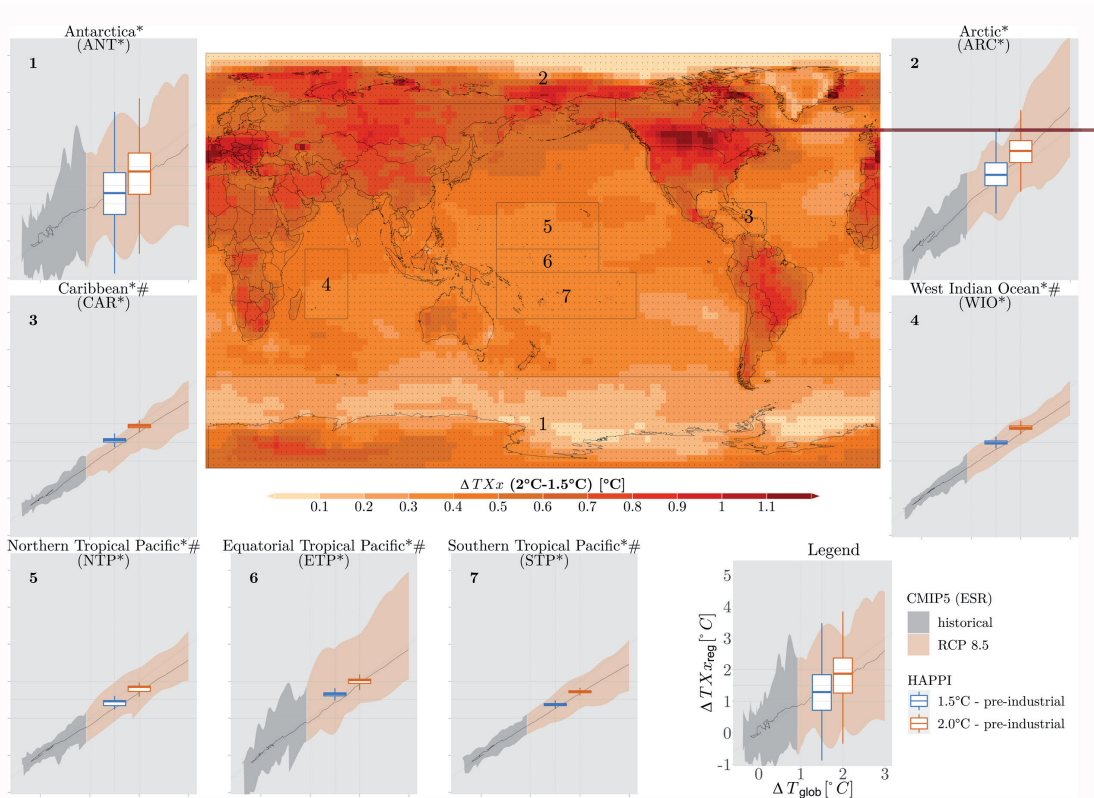 Antarctica*
(ANT*)
1
Arctic*
(ARC*)
2
2
5
3
6
4
7
1
Caribbean*#
(CAR*)
3
West Indian Ocean*#
(WIO*)
4
ΔTXx (2°C-1.5°C) [°C]
0.1 0.2 0.3 0.4 0.5 0.6 0.7 0.8 0.9 1 1.1
Northern Tropical Pacific*#
(NTP*)
5
Equatorial Tropical Pacific*#
(ETP*)
6
Southern Tropical Pacific*#
(STP*)
7
Legend
5
4
3
2
1
0
-1
ΔTXx reg [°C]
0 1 2 3
ΔT glob [°C]
CMIP5 (ESR)
historical
RCP 8.5
HAPPI
1.5°C - pre-industrial
2.0°C - pre-industrial